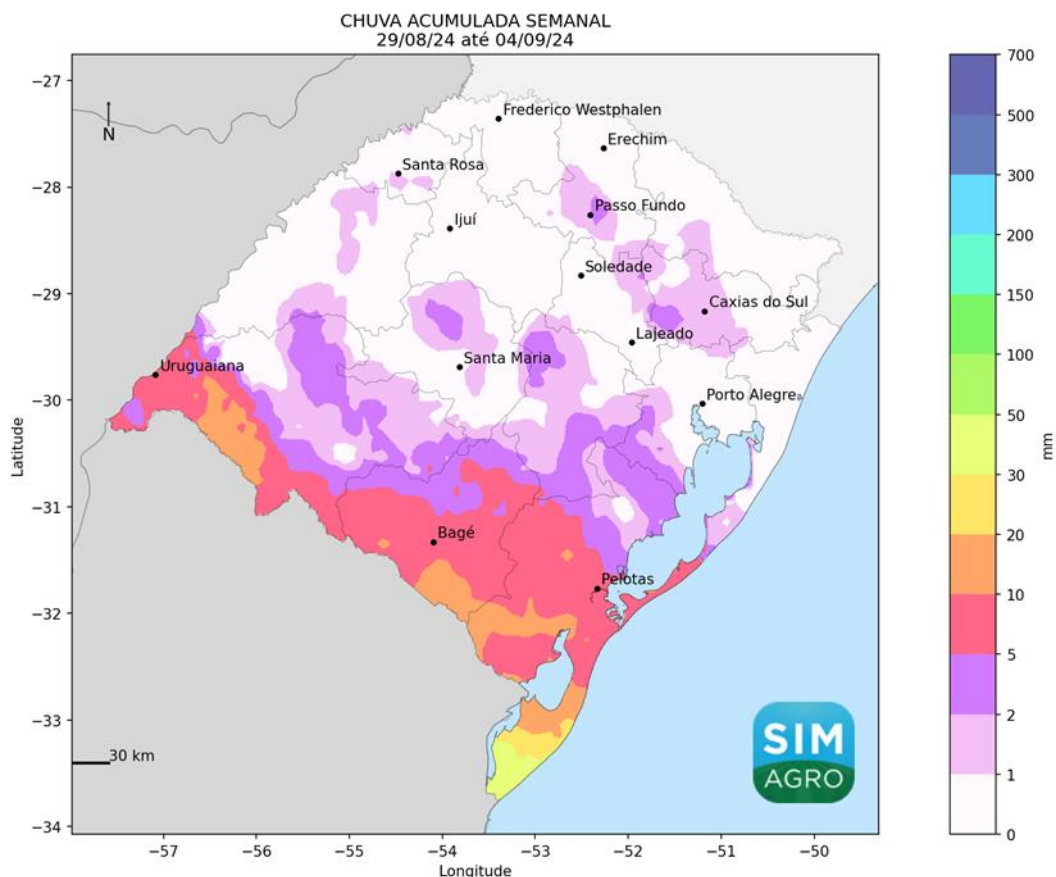 CHUVA ACUMULADA SEMANAL
29/08/24 até 04/09/24
−27
−28
−29
−30
−31
−32
−33
−34
Latitude
N
Frederico Westphalen
Erechim
Santa Rosa
Passo Fundo
Ijuí
Soledade
Caxias do Sul
Lajeado
Santa Maria
Uruguaiana
Porto Alegre
Bagé
Pelotas
30 km
SIM
AGRO
−57
−56
−55
−54
−53
−52
−51
−50
Longitude
700
500
300
200
150
100
50
30
20
10
5
2
1
0
mm